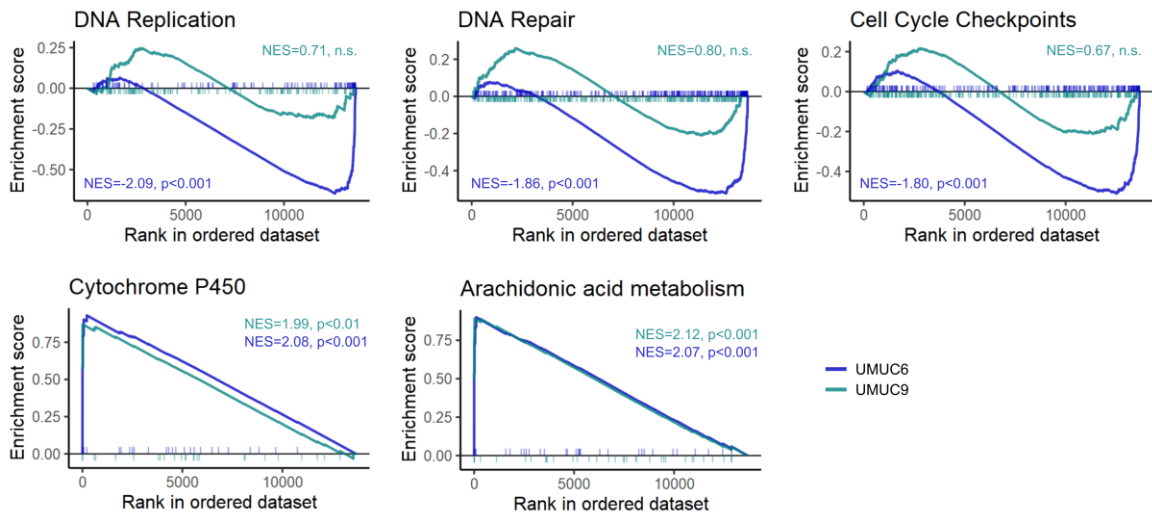 DNA Replication
DNA Repair
Cell Cycle Checkpoints
Enrichment score
0.25
0.00
-0.25
-0.50
NES=0.71, n.s.
NES=-2.09, p<0.001
0 5000 10000
Rank in ordered dataset
Enrichment score
0.2
0.0
-0.2
-0.4
NES=0.80, n.s.
NES=-1.86, p<0.001
0 5000 10000
Rank in ordered dataset
Enrichment score
0.2
0.0
-0.2
-0.4
NES=0.67, n.s.
NES=-1.80, p<0.001
0 5000 10000
Rank in ordered dataset
Cytochrome P450
Enrichment score
0.75
0.50
0.25
0.00
NES=1.99, p<0.01
NES=2.08, p<0.001
0 5000 10000
Rank in ordered dataset
Arachidonic acid metabolism
Enrichment score
0.75
0.50
0.25
0.00
NES=2.12, p<0.001
NES=2.07, p<0.001
0 5000 10000
Rank in ordered dataset
UMUC6
UMUC9